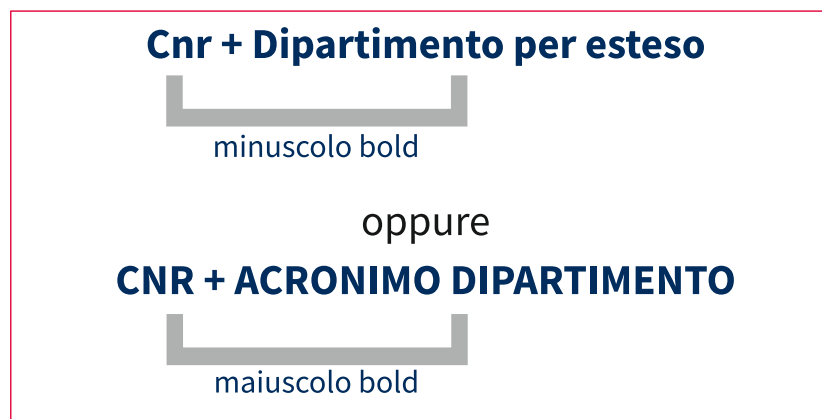 Cnr + Dipartimento per esteso
minuscolo bold
oppure
CNR + ACRONIMO DIPARTIMENTO
maiuscolo bold